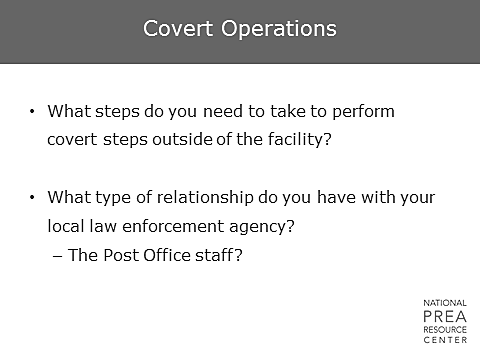 Covert Operations
• What steps do you need to take to perform
covert steps outside of the facility?
• What type of relationship do you have with your
local law enforcement agency?
– The Post Office staff?
NATIONAL
PREA
RESOURCE
CENTER